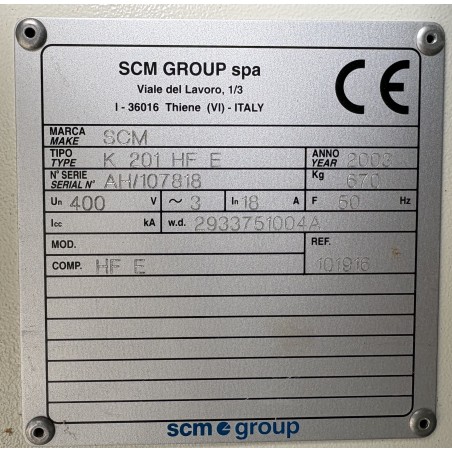 SCM GROUP spa
Viale del Lavoro, 1/3
I - 36016 Thiene (VI) - ITALY
CE
MARCA MAKE SCM
TIPO TYPE K 201 HF E ANNO YEAR 2003
N° SERIE SERIAL N° AH/107818 Kg 670
Un 400 V ~ 3 In 18 A F 50 Hz
Icc kA w.d. 2933751004A
MOD. REF.
COMP. HF E 101916
scm group